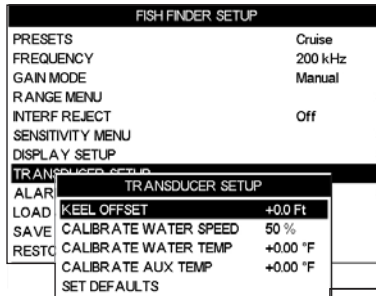 FISH FINDER SETUP
PRESETS Cruise
FREQUENCY 200 kHz
GAIN MODE Manual
RANGE MENU
INTERF REJECT Off
SENSITIVITY MENU
DISPLAY SETUP
TRANSDUCER SETUP
ALAR
LOAD
SAVE
RESTO
TRANSDUCER SETUP
KEEL OFFSET +0.0 Ft
CALIBRATE WATER SPEED 50 %
CALIBRATE WATER TEMP +0.00 °F
CALIBRATE AUX TEMP +0.00 °F
SET DEFAULTS